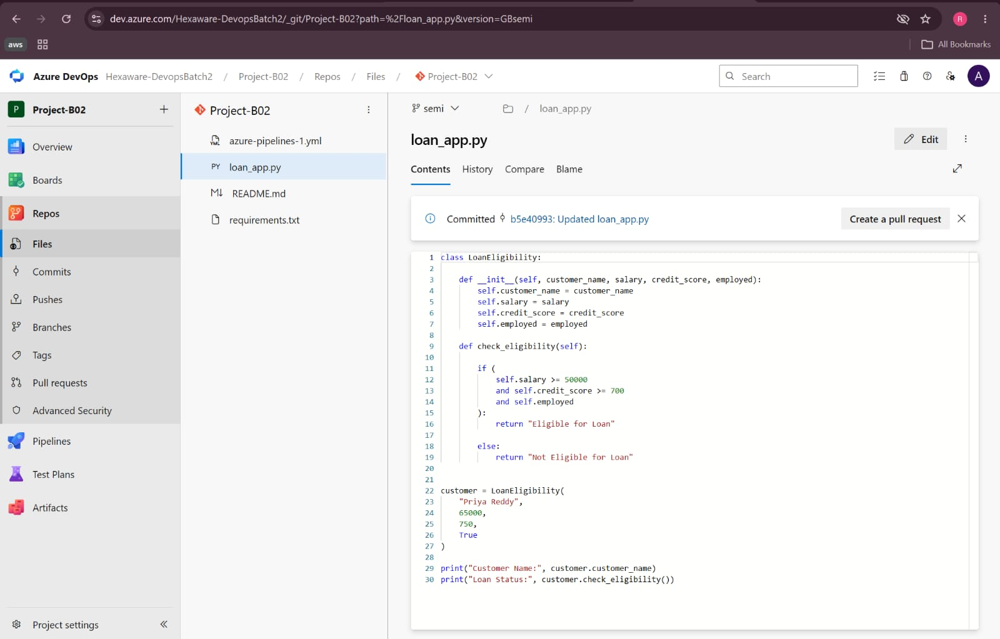 dev.azure.com/Hexaware-DevopsBatch2/_git/Project-B02?path=%2Floan_app.py&version=GBsemi
R
aws
All Bookmarks
Azure DevOps Hexaware-DevopsBatch2 / Project-B02 / Repos / Files / Project-B02
Search
A
P Project-B02
Overview
Boards
Repos
Files
Commits
Pushes
Branches
Tags
Pull requests
Advanced Security
Pipelines
Test Plans
Artifacts
Project settings
Project-B02
YML azure-pipelines-1.yml
PY loan_app.py
M↓ README.md
requirements.txt
semi / loan_app.py
loan_app.py
Edit
Contents History Compare Blame
Committed b5e40993: Updated loan_app.py
Create a pull request
1 class LoanEligibility:
2
3     def __init__(self, customer_name, salary, credit_score, employed):
4         self.customer_name = customer_name
5         self.salary = salary
6         self.credit_score = credit_score
7         self.employed = employed
8
9     def check_eligibility(self):
10
11         if (
12             self.salary >= 50000
13             and self.credit_score >= 700
14             and self.employed
15         ):
16             return "Eligible for Loan"
17
18         else:
19             return "Not Eligible for Loan"
20
21
22 customer = LoanEligibility(
23     "Priya Reddy",
24     65000,
25     750,
26     True
27 )
28
29 print("Customer Name:", customer.customer_name)
30 print("Loan Status:", customer.check_eligibility())